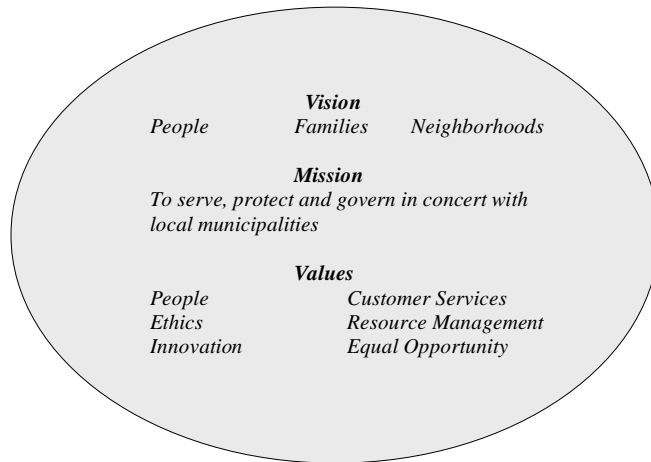 Vision
People Families Neighborhoods
Mission
To serve, protect and govern in concert with
local municipalities
Values
People Customer Services
Ethics Resource Management
Innovation Equal Opportunity